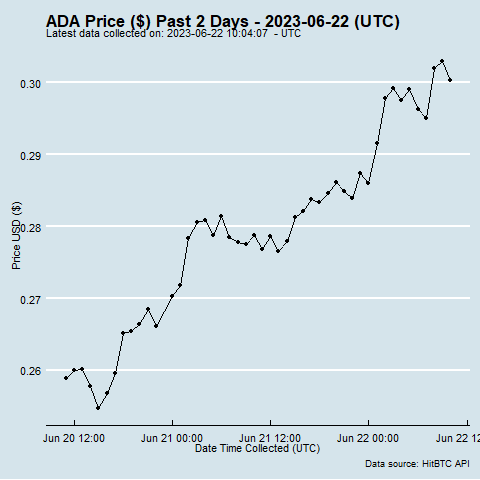 ADA Price ($) Past 2 Days - 2023-06-22 (UTC)
Latest data collected on: 2023-06-22 10:04:07  - UTC
0.30
0.29
0.28
0.27
0.26
Price USD ($)
Jun 20 12:00
Jun 21 00:00
Jun 21 12:00
Jun 22 00:00
Jun 22 12
Date Time Collected (UTC)
Data source: HitBTC API